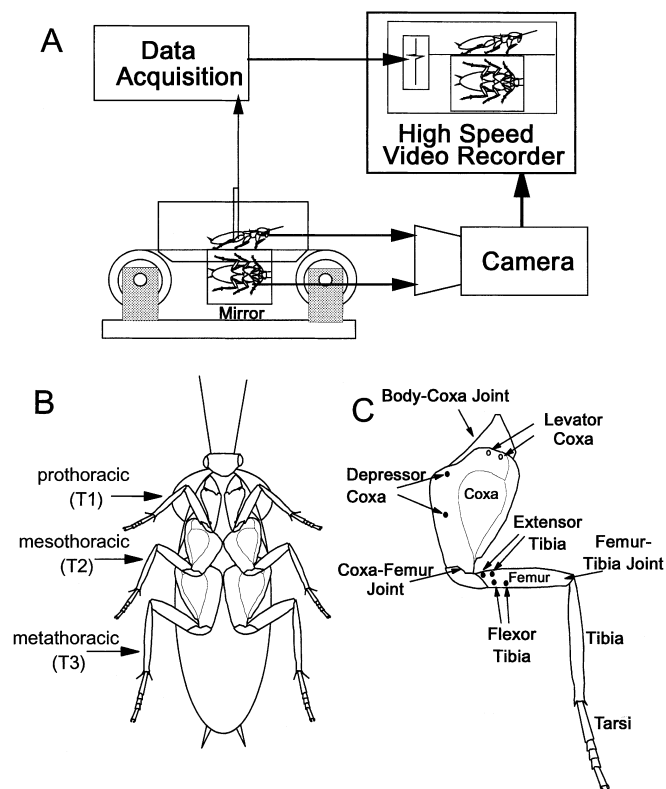 A
Data
Acquisition
High Speed
Video Recorder
Camera
Mirror
B
prothoracic
(T1)
mesothoracic
(T2)
metathoracic
(T3)
C
Body-Coxa Joint
Levator
Coxa
Depressor
Coxa
Coxa
Extensor
Tibia
Femur-
Tibia Joint
Coxa-Femur
Joint
Femur
Flexor
Tibia
Tibia
Tarsi